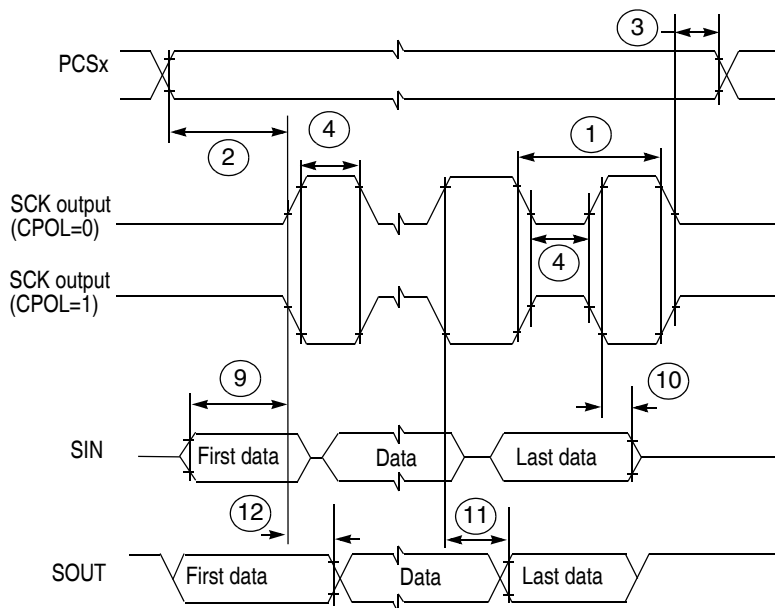 3
PCSx
2
4
1
SCK output
(CPOL=0)
4
SCK output
(CPOL=1)
9
10
SIN
First data
Data
Last data
12
11
SOUT
First data
Data
Last data